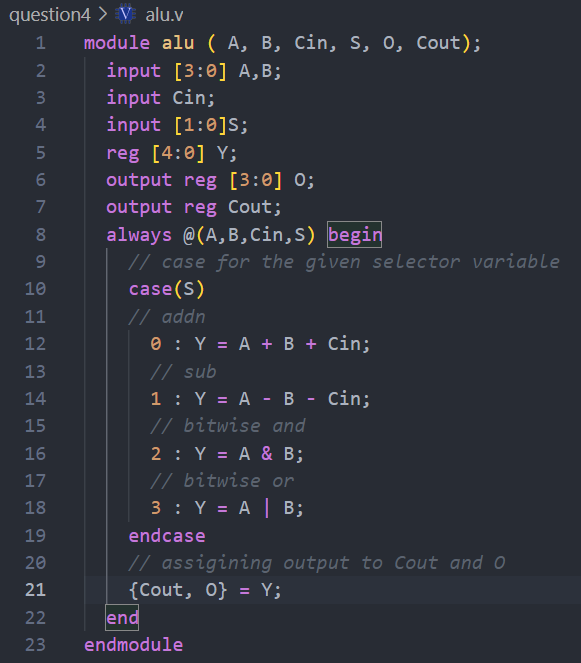 question4 > alu.v
1 module alu ( A, B, Cin, S, O, Cout);
2 input [3:0] A,B;
3 input Cin;
4 input [1:0]S;
5 reg [4:0] Y;
6 output reg [3:0] O;
7 output reg Cout;
8 always @(A,B,Cin,S) begin
9 // case for the given selector variable
10 case(S)
11 // addn
12 0 : Y = A + B + Cin;
13 // sub
14 1 : Y = A - B - Cin;
15 // bitwise and
16 2 : Y = A & B;
17 // bitwise or
18 3 : Y = A | B;
19 endcase
20 // assigining output to Cout and O
21 {Cout, O} = Y;
22 end
23 endmodule